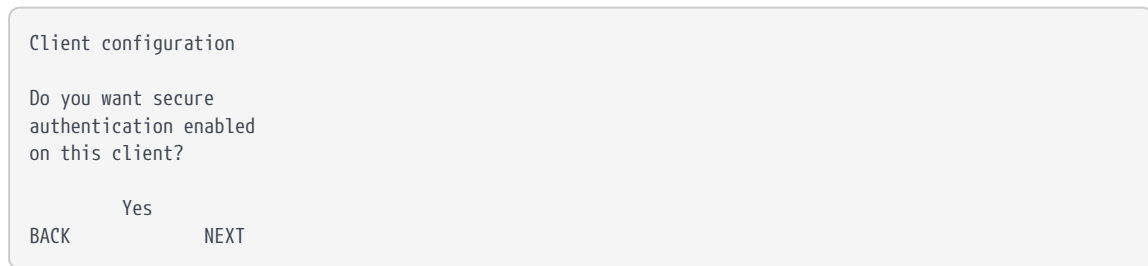 Client configuration
Do you want secure
authentication enabled
on this client?
Yes
BACK NEXT